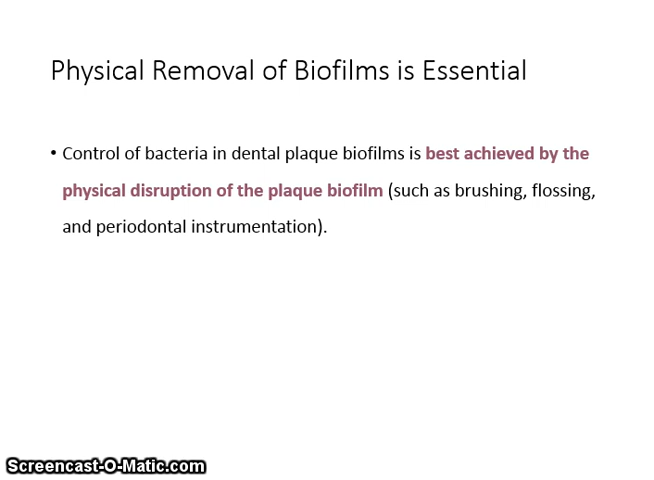 Physical Removal of Biofilms is Essential
• Control of bacteria in dental plaque biofilms is best achieved by the
physical disruption of the plaque biofilm (such as brushing, flossing,
and periodontal instrumentation).
Screencast-O-Matic.com